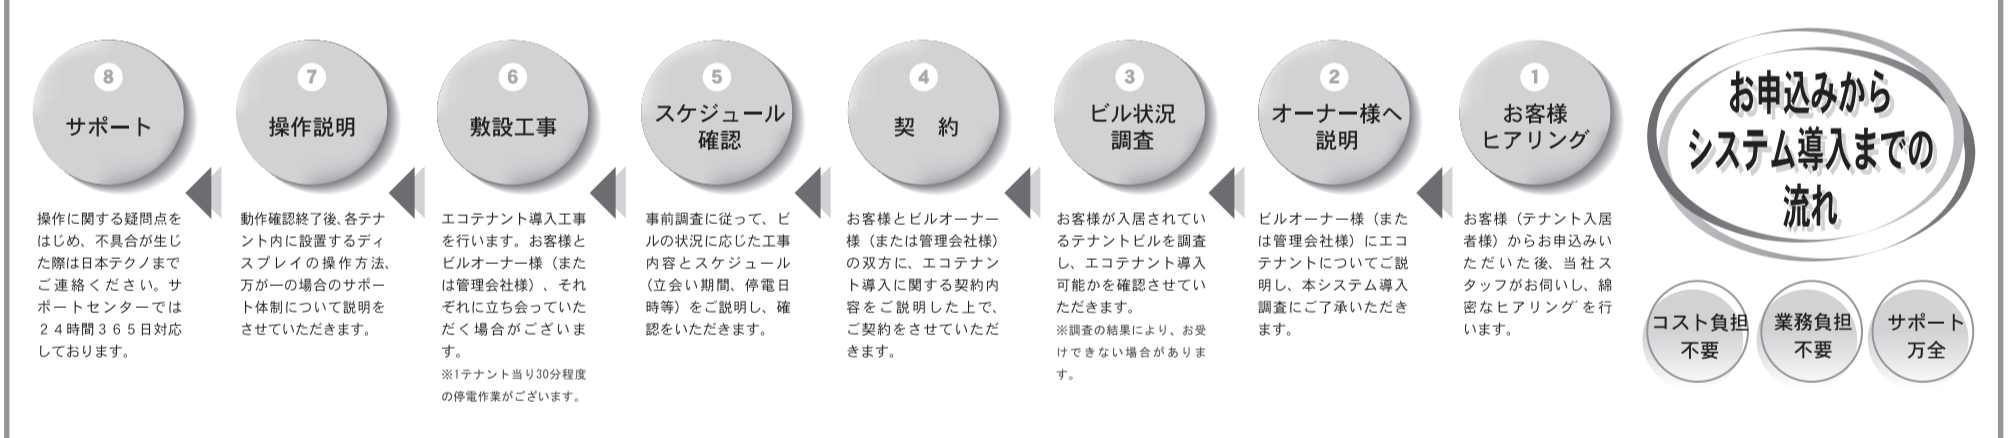 お申込みから
システム導入までの
流れ
コスト負担
不要
業務負担
不要
サポート
万全
1
お客様
ヒアリング
お客様（テナント入居
者様）からお申込みい
ただいた後、当社ス
タッフがお伺いし、綿
密なヒアリングを行
います。
2
オーナー様へ
説明
ビルオーナー様（また
は管理会社様）にエコ
テナントについてご説
明し、本システム導入
調査にご了承いただき
ます。
3
ビル状況
調査
お客様が入居されてい
るテナントビルを調査
し、エコテナント導入
可能かを確認させてい
ただきます。
※調査の結果により、お受
けできない場合がありま
す。
4
契　約
お客様とビルオーナー
様（または管理会社様）
の双方に、エコテナン
ト導入に関する契約内
容をご説明した上で、
ご契約をさせていただ
きます。
5
スケジュール
確認
事前調査に従って、ビ
ルの状況に応じた工事
内容とスケジュール
（立会い期間、停電日
時等）をご説明し、確
認をいただきます。
6
敷設工事
エコテナント導入工事
を行います。お客様と
ビルオーナー様（また
は管理会社様）、それ
ぞれに立ち会っていた
だく場合がございま
す。
※1テナント当り30分程度
の停電作業がございます。
7
操作説明
動作確認終了後、各テナ
ント内に設置するディ
スプレイの操作方法、
万が一の場合のサポー
ト体制について説明を
させていただきます。
8
サポート
操作に関する疑問点を
はじめ、不具合が生じ
た際は日本テクノまで
ご連絡ください。サ
ポートセンターでは
２４時間３６５日対応
しております。